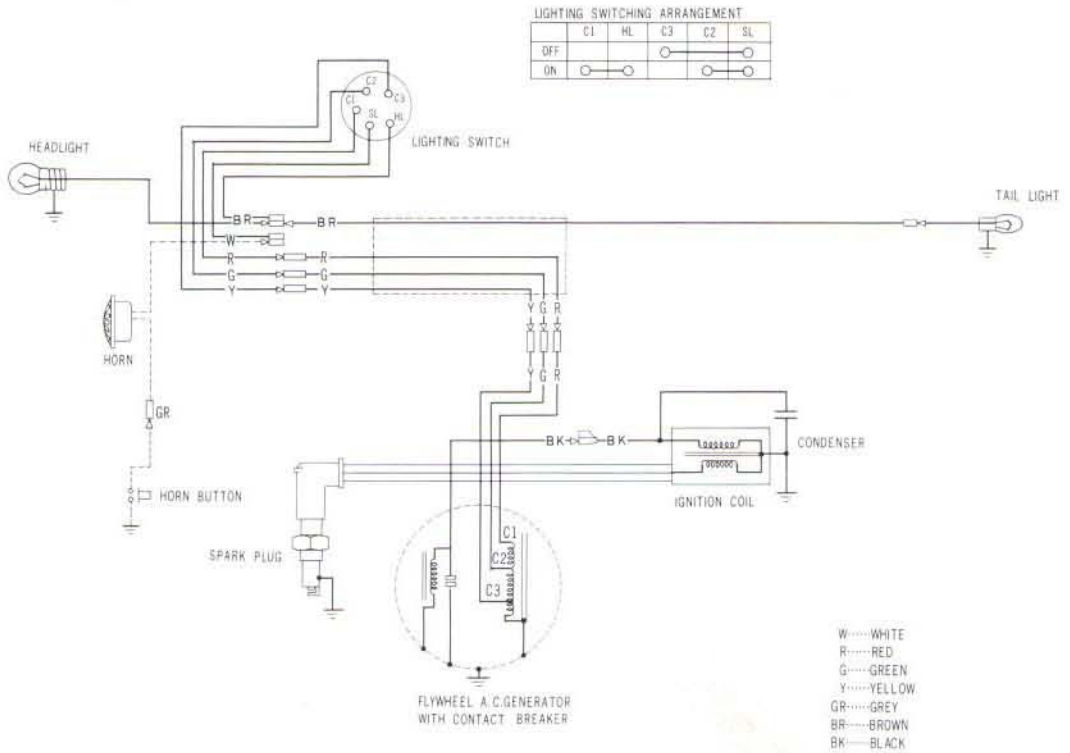 LIGHTING SWITCHING ARRANGEMENT
C1 HL C3 C2 SL
OFF
ON
C2
C1
C3
SL
HL
LIGHTING SWITCH
HEADLIGHT
TAIL LIGHT
BR BR
W
R R
G G
Y Y
Y G R
HORN
Y G R
GR
BK BK
CONDENSER
HORN BUTTON
IGNITION COIL
SPARK PLUG
C1
C2
C3
FLYWHEEL A.C.GENERATOR
WITH CONTACT BREAKER
W······WHITE
R······RED
G······GREEN
Y······YELLOW
GR······GREY
BR······BROWN
BK······BLACK